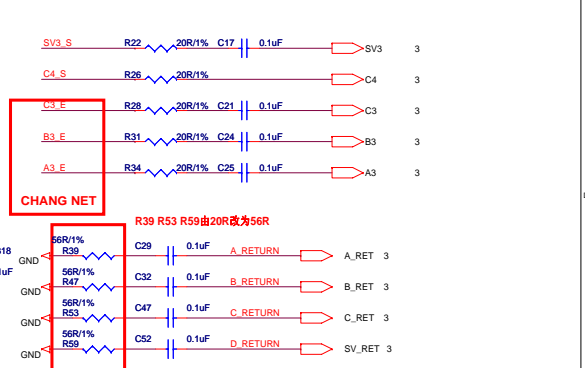 SV3_S R22 20R/1% C17 0.1uF SV3 3
C4_S R26 20R/1% C4 3
C3_E R28 20R/1% C21 0.1uF C3 3
B3_E R31 20R/1% C24 0.1uF B3 3
A3_E R34 20R/1% C25 0.1uF A3 3
CHANG NET
R39 R53 R59由20R改为56R
56R/1%
GND R39 C29 0.1uF A_RETURN A_RET 3
56R/1%
GND R47 C32 0.1uF B_RETURN B_RET 3
56R/1%
GND R53 C47 0.1uF C_RETURN C_RET 3
56R/1%
GND R59 C52 0.1uF D_RETURN SV_RET 3